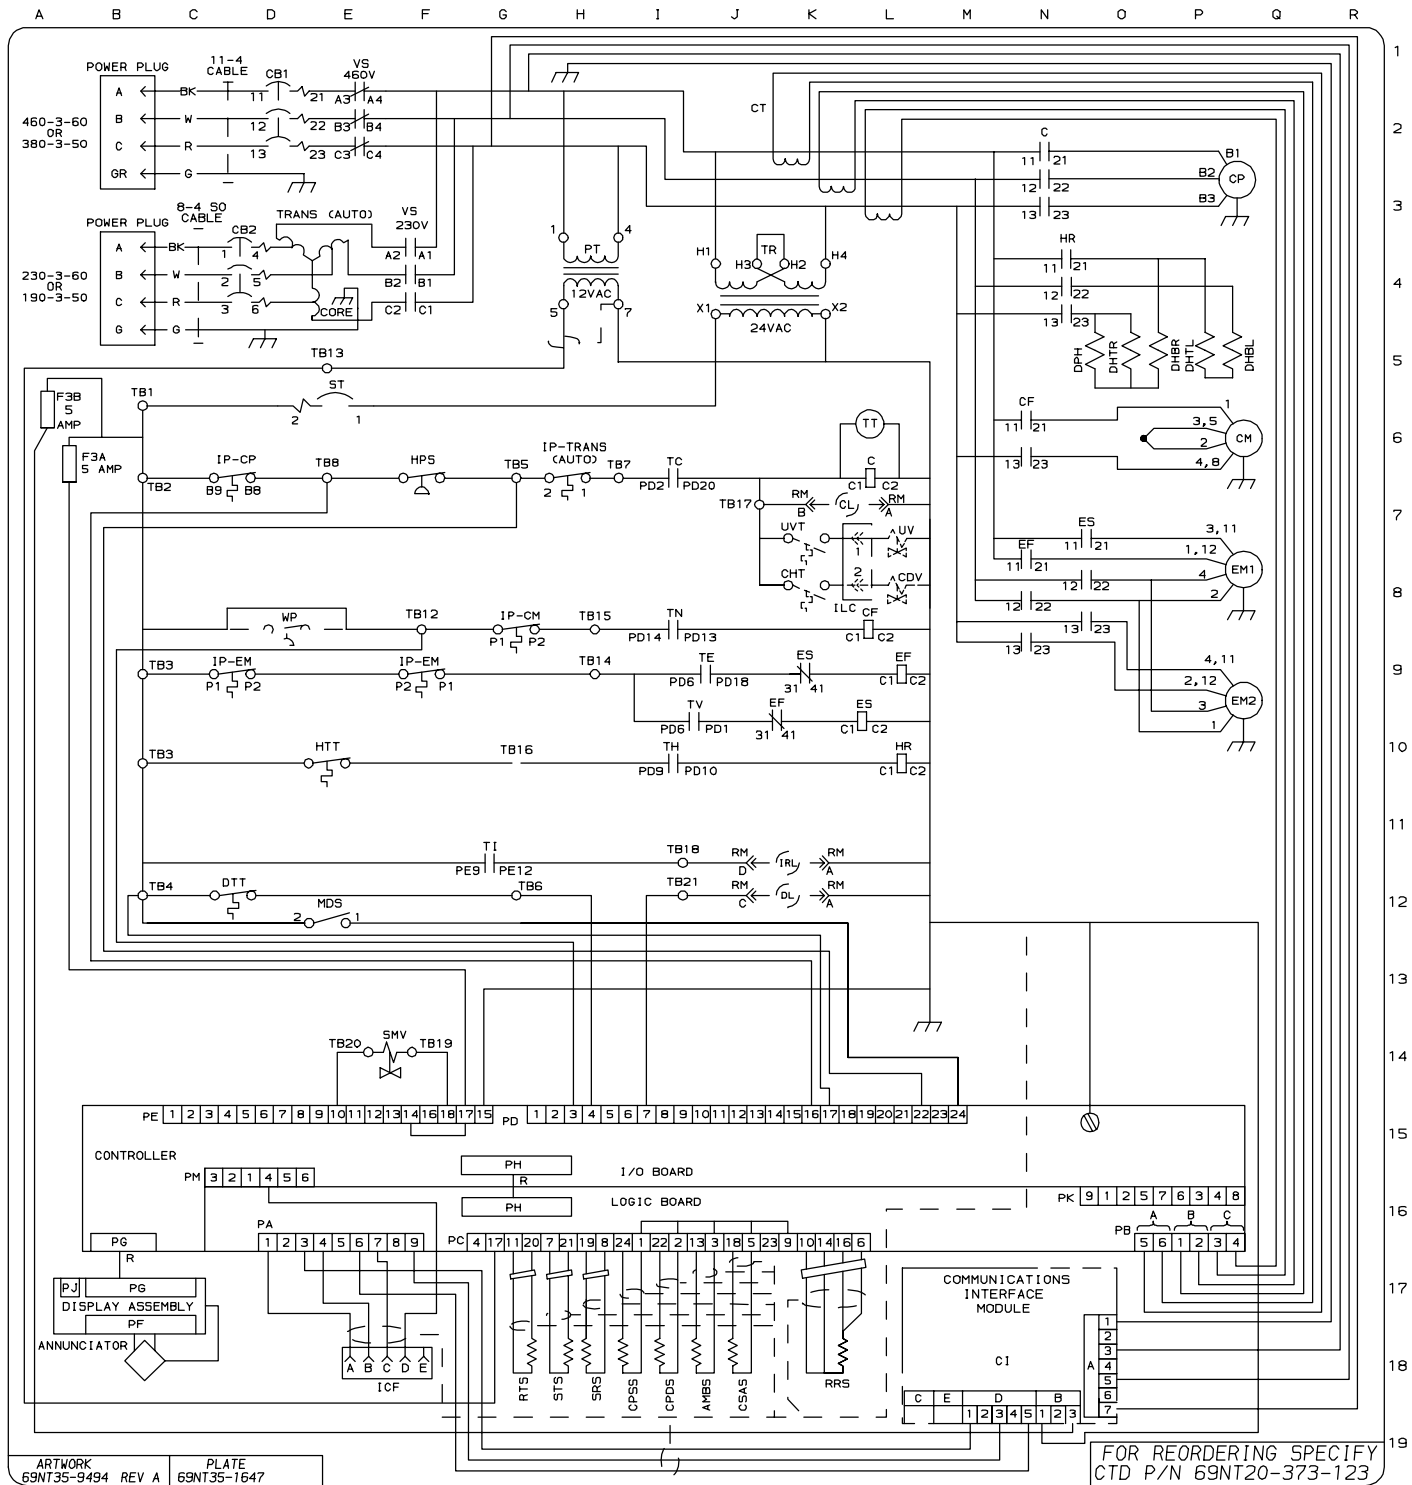 A B C D E F G H I J K L M N O P Q R
1
2
3
4
5
6
7
8
9
10
11
12
13
14
15
16
17
18
19
POWER PLUG
11-4
CABLE
CB1
VS
460V
A BK 11 21 A3 A4
B W 12 22 B3 B4
C R 13 23 C3 C4
GR G
460-3-60
OR
380-3-50
CT
C
11 21
12 22
13 23
B1
B2
B3
CP
POWER PLUG
8-4 SO
CABLE
CB2
TRANS (AUTO)
VS
230V
A BK 1 4 A2 A1
B W 2 5 B2 B1
C R 3 6 C2 C1
G G
CORE
230-3-60
OR
190-3-50
1 4
PT
12VAC
5 7
H1 H3 TR H2 H4
X1 X2
24VAC
HR
11 21
12 22
13 23
DPH
DHTR
DHBR
DHTL
DHBL
TB13
F3B
5
AMP
F3A
5 AMP
TB1
ST
2 1
TT
CF
11 21
13 23
1
3,5
2
4,8
CM
TB2
IP-CP
B9 B8
TB8
HPS
TB5
IP-TRANS
(AUTO)
2 1
TB7
TC
PD2 PD20
C
C1 C2
TB17
RM
B
CL
RM
A
UVT
1
UV
CHT
2
CDV
ILC
ES
11 21
EF
11 21
12 22
12 22
13 23
13 23
3,11
1,12
4
2
EM1
4,11
2,12
3
1
EM2
WP
TB12
IP-CM
P1 P2
TB15
TN
PD14 PD13
CF
C1 C2
TB3
IP-EM
P1 P2
IP-EM
P2 P1
TB14
TE
PD6 PD18
ES
31 41
EF
C1 C2
TV
PD6 PD1
EF
31 41
ES
C1 C2
TB3
HTT
TB16
TH
PD9 PD10
HR
C1 C2
TI
PE9 PE12
TB18
RM
D
IRL
RM
A
TB4
DTT
TB6
TB21
RM
C
DL
RM
A
MDS
2 1
TB20
SMV
TB19
PE 1 2 3 4 5 6 7 8 9 10 11 12 13 14 16 18 17 15
PD 1 2 3 4 5 6 7 8 9 10 11 12 13 14 15 16 17 18 19 20 21 22 23 24
CONTROLLER
PM 3 2 1 4 5 6
PH
R
PH
I/O BOARD
LOGIC BOARD
PK 9 1 2 5 7 6 3 4 8
A B C
PB 5 6 1 2 3 4
PG
R
PA
1 2 3 4 5 6 7 8 9
PC 4 17 11 20 7 21 19 8 24 1 22 2 13 3 18 5 23 9 10 14 16 6
PJ PG
DISPLAY ASSEMBLY
PF
ANNUNCIATOR
A B C D E
ICF
RTS
STS
SRS
CPSS
CPDS
AMBS
CSAS
RRS
COMMUNICATIONS
INTERFACE
MODULE
CI
A
1
2
3
4
5
6
7
C E D B
1 2 3 4 5 1 2 3
ARTWORK
69NT35-9494 REV A
PLATE
69NT35-1647
FOR REORDERING SPECIFY
CTD P/N 69NT20-373-123